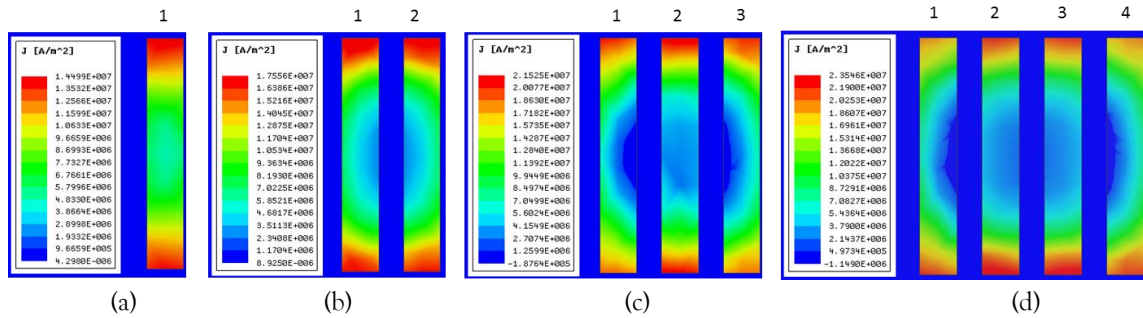 1
J [A/m^2]
1.4499E+007
1.3532E+007
1.2566E+007
1.1599E+007
1.0633E+007
9.6659E+006
8.6993E+006
7.7327E+006
6.7661E+006
5.7996E+006
4.8330E+006
3.8664E+006
2.8998E+006
1.9332E+006
9.6659E+005
4.2980E-006
(a)
1 2
J [A/m^2]
1.7556E+007
1.6386E+007
1.5216E+007
1.4045E+007
1.2875E+007
1.1704E+007
1.0534E+007
9.3634E+006
8.1930E+006
7.0225E+006
5.8521E+006
4.6817E+006
3.5113E+006
2.3408E+006
1.1704E+006
8.9250E-006
(b)
1 2 3
J [A/m^2]
2.1525E+007
2.0077E+007
1.8630E+007
1.7182E+007
1.5735E+007
1.4287E+007
1.2840E+007
1.1392E+007
9.9449E+006
8.4974E+006
7.0499E+006
5.6024E+006
4.1549E+006
2.7074E+006
1.2599E+006
-1.8764E+005
(c)
1 2 3 4
J [A/m^2]
2.3546E+007
2.1900E+007
2.0253E+007
1.8607E+007
1.6961E+007
1.5314E+007
1.3668E+007
1.2022E+007
1.0375E+007
8.7291E+006
7.0827E+006
5.4364E+006
3.7900E+006
2.1437E+006
4.9734E+005
-1.1490E+006
(d)